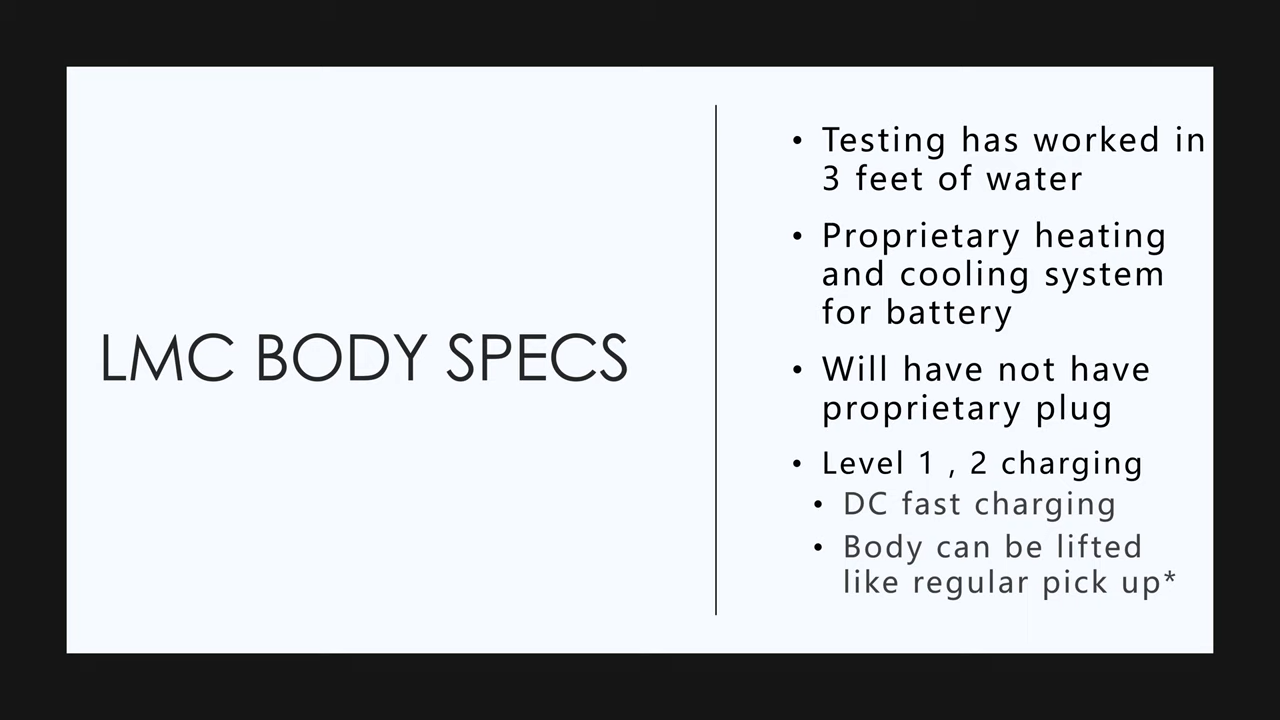 LMC BODY SPECS
• Testing has worked in
3 feet of water
• Proprietary heating
and cooling system
for battery
• Will have not have
proprietary plug
• Level 1 , 2 charging
• DC fast charging
• Body can be lifted
like regular pick up*